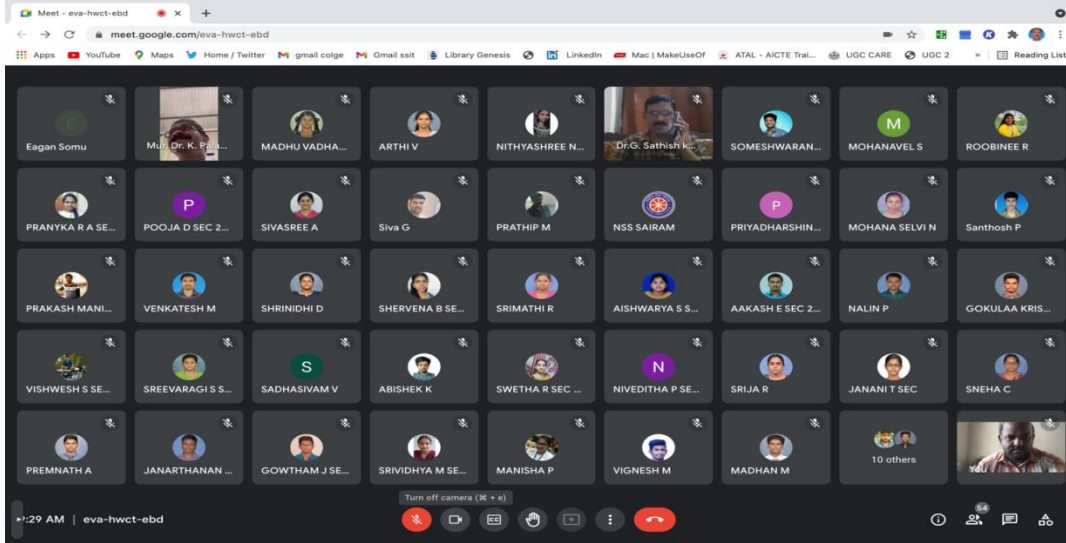 Meet - eva-hwct-ebd
meet.google.com/eva-hwct-ebd
Apps YouTube Maps Home / Twitter gmail colge Gmail ssit Library Genesis LinkedIn Mac | MakeUseOf ATAL - AICTE Trai... UGC CARE UGC 2 » Reading List
E
Eagan Somu Mur. Dr. K. Pala... MADHU VADHA... ARTHI V NITHYASHREE N... Dr.G. Sathish k... SOMESHWARAN... M MOHANAVEL S ROOBINEE R
PRANYKA R A SE... P POOJA D SEC 2... SIVASREE A Siva G PRATHIP M NSS SAIRAM P PRIYADHARSHIN... MOHANA SELVI N Santhosh P
PRAKASH MANI... VENKATESH M SHRINIDHI D SHERVENA B SE... SRIMATHI R AISHWARYA S S... AAKASH E SEC 2... NALIN P GOKULAA KRIS...
VISHWESH S SE... SREEVARAGI S S... S SADHASIVAM V ABISHEK K SWETHA R SEC ... N NIVEDITHA P SE... SRIJA R JANANI T SEC SNEHA C
PREMNATH A JANARTHANAN ... GOWTHAM J SE... SRIVIDHYA M SE... MANISHA P VIGNESH M MADHAN M 10 others You
Turn off camera (⌘ + e)
:29 AM | eva-hwct-ebd CC 54